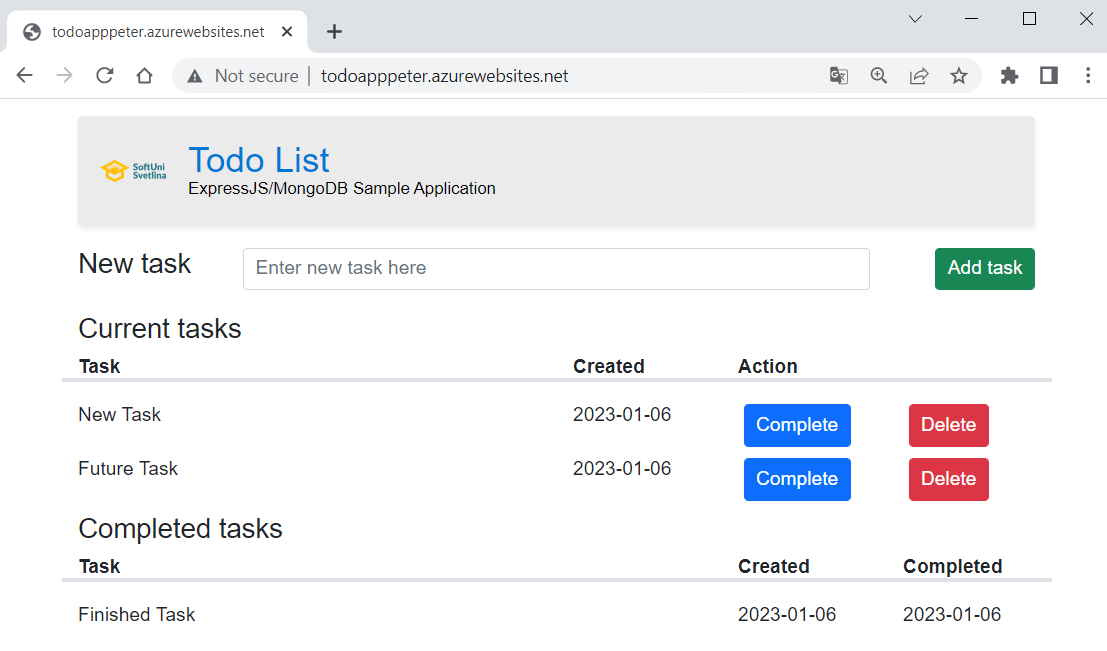 todoapppeter.azurewebsites.net
Not secure | todoapppeter.azurewebsites.net
SoftUni
Svetlina
Todo List
ExpressJS/MongoDB Sample Application
New task Enter new task here Add task
Current tasks
Task Created Action
New Task 2023-01-06 Complete Delete
Future Task 2023-01-06 Complete Delete
Completed tasks
Task Created Completed
Finished Task 2023-01-06 2023-01-06